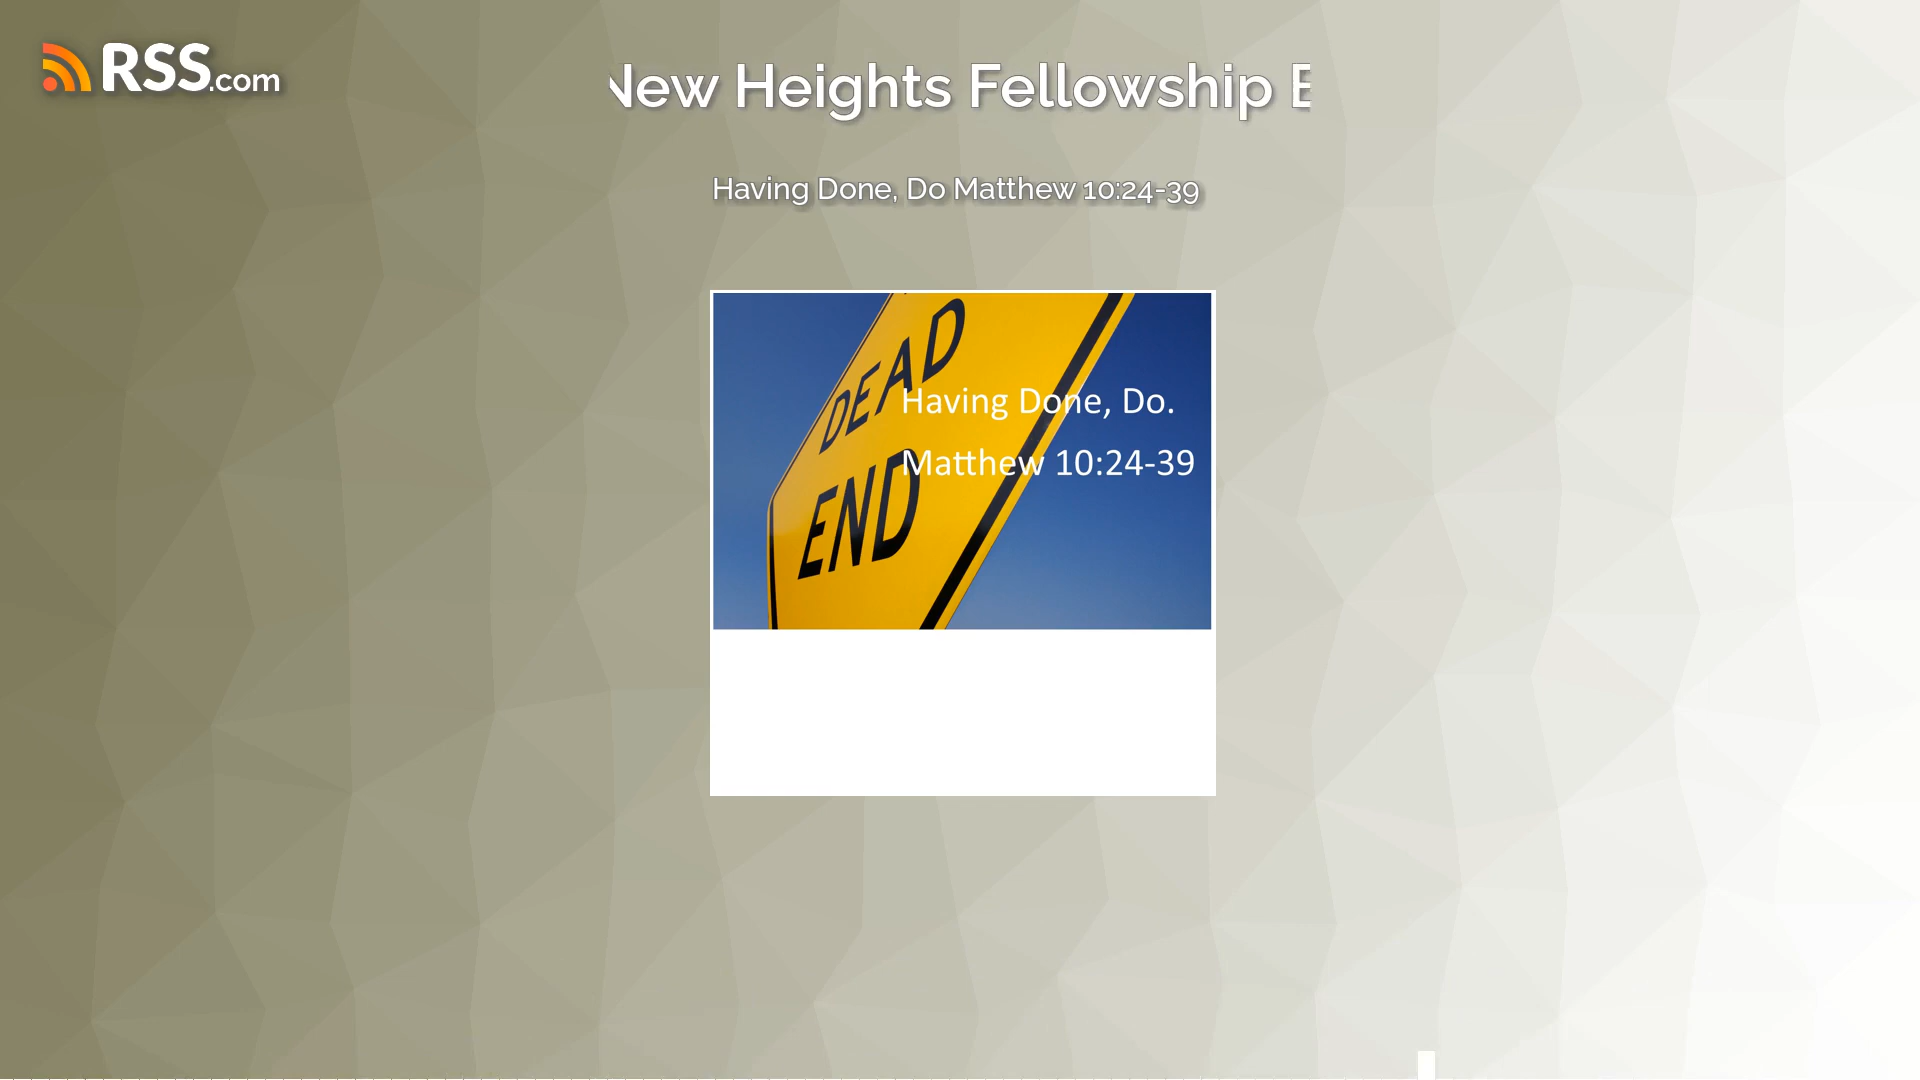 RSS.com
New Heights Fellowship
Having Done, Do Matthew 10:24-39
DEAD
END
Having Done, Do.
Matthew 10:24-39